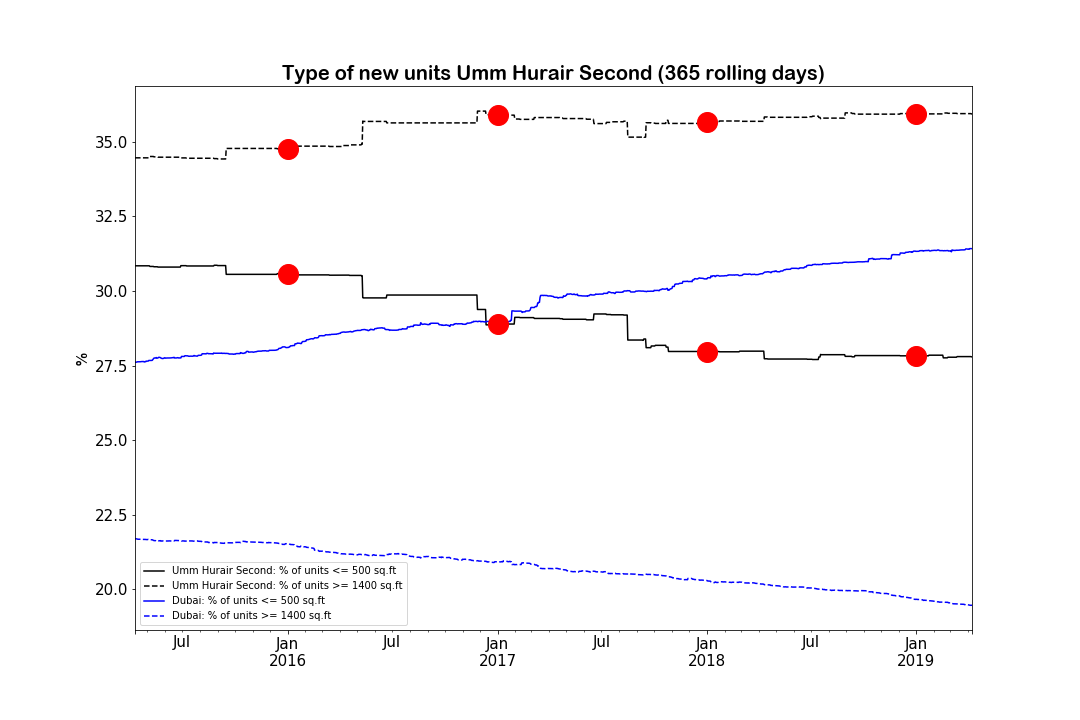 Type of new units Umm Hurair Second (365 rolling days)
35.0
32.5
30.0
27.5
25.0
22.5
20.0
%
Umm Hurair Second: % of units <= 500 sq.ft
Umm Hurair Second: % of units >= 1400 sq.ft
Dubai: % of units <= 500 sq.ft
Dubai: % of units >= 1400 sq.ft
Jul Jan Jul Jan Jul Jan Jul Jan
2016 2017 2018 2019